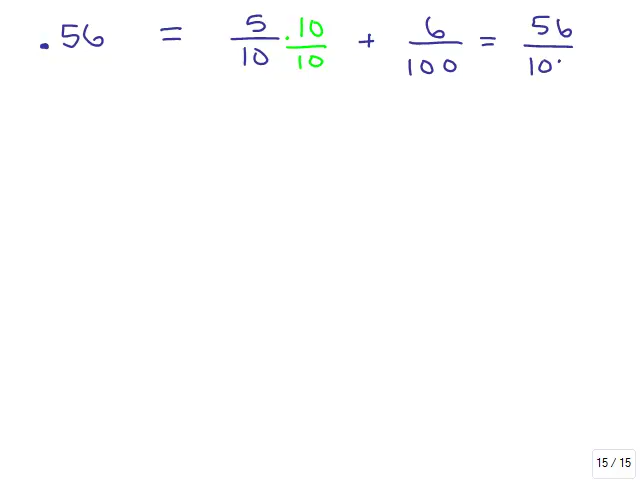 .56 = 5/10 · 10/10 + 6/100 = 56/10·
15 / 15